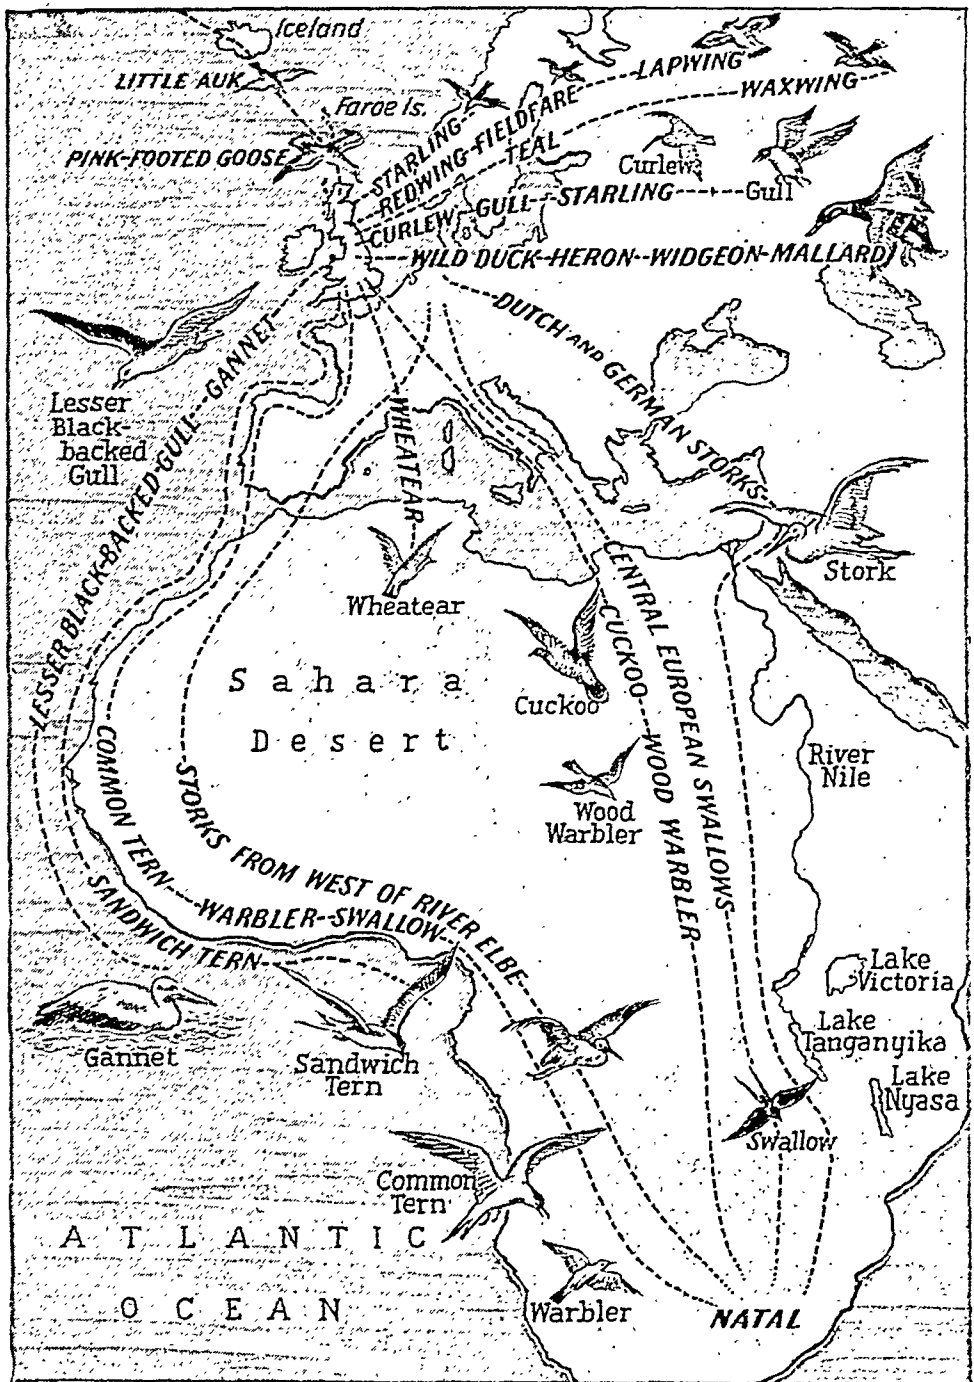 Iceland
LITTLE AUK
Faroe Is.
PINK-FOOTED GOOSE
STARLING
REDWING-FIELDFARE
LAPWING
TEAL
WAXWING
Curlew
CURLEW-GULL-STARLING
Gull
WILD DUCK-HERON-WIDGEON-MALLARD
DUTCH AND GERMAN STORKS
Lesser
Black-
backed
Gull
LESSER BLACK-BACKED-GULL-GANNET
WHEATEAR
Wheatear
Stork
CENTRAL EUROPEAN SWALLOWS
CUCKOO-WOOD WARBLER
Cuckoo
Sahara
Desert
River
Nile
Wood
Warbler
COMMON TERN-WARBLER-SWALLOW
STORKS FROM WEST OF RIVER ELBE
SANDWICH TERN
Lake
Victoria
Lake
Tanganyika
Lake
Nyasa
Gannet
Sandwich
Tern
Swallow
Common
Tern
ATLANTIC
OCEAN
Warbler
NATAL